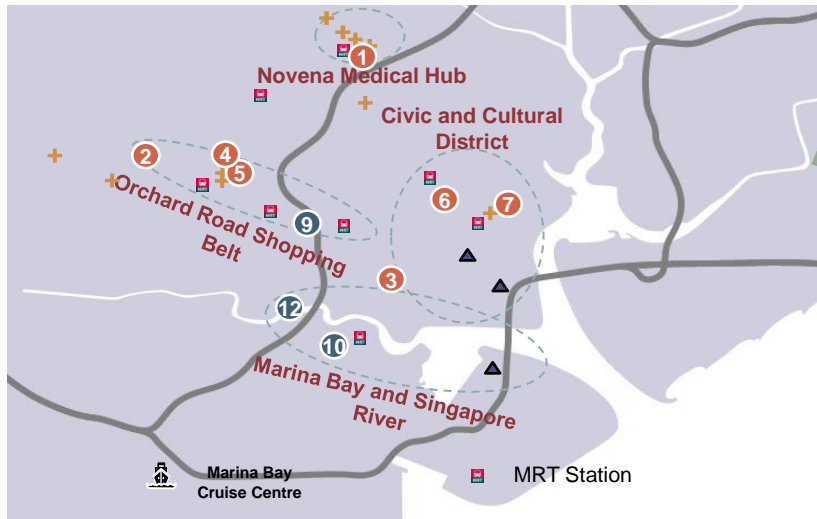 1
Novena Medical Hub
Civic and Cultural
District
2
4
5
6
7
Orchard Road Shopping
Belt
9
3
12
10
Marina Bay and Singapore
River
Marina Bay
Cruise Centre
MRT Station